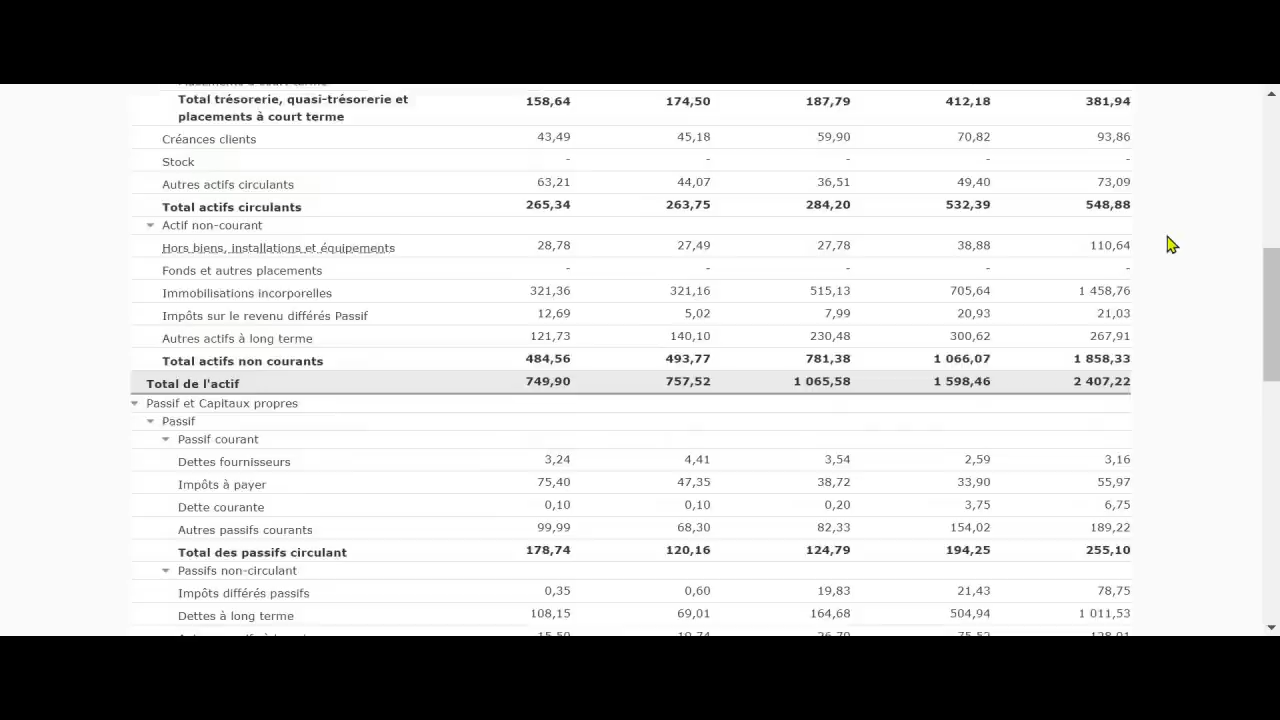 Total trésorerie, quasi-trésorerie et placements à court terme 158,64 174,50 187,79 412,18 381,94
Créances clients 43,49 45,18 59,90 70,82 93,86
Stock - - - - -
Autres actifs circulants 63,21 44,07 36,51 49,40 73,09
Total actifs circulants 265,34 263,75 284,20 532,39 548,88
Actif non-courant
Hors biens, installations et équipements 28,78 27,49 27,78 38,88 110,64
Fonds et autres placements - - - - -
Immobilisations incorporelles 321,36 321,16 515,13 705,64 1 458,76
Impôts sur le revenu différés Passif 12,69 5,02 7,99 20,93 21,03
Autres actifs à long terme 121,73 140,10 230,48 300,62 267,91
Total actifs non courants 484,56 493,77 781,38 1 066,07 1 858,33
Total de l'actif 749,90 757,52 1 065,58 1 598,46 2 407,22
Passif et Capitaux propres
Passif
Passif courant
Dettes fournisseurs 3,24 4,41 3,54 2,59 3,16
Impôts à payer 75,40 47,35 38,72 33,90 55,97
Dette courante 0,10 0,10 0,20 3,75 6,75
Autres passifs courants 99,99 68,30 82,33 154,02 189,22
Total des passifs circulant 178,74 120,16 124,79 194,25 255,10
Passifs non-circulant
Impôts différés passifs 0,35 0,60 19,83 21,43 78,75
Dettes à long terme 108,15 69,01 164,68 504,94 1 011,53